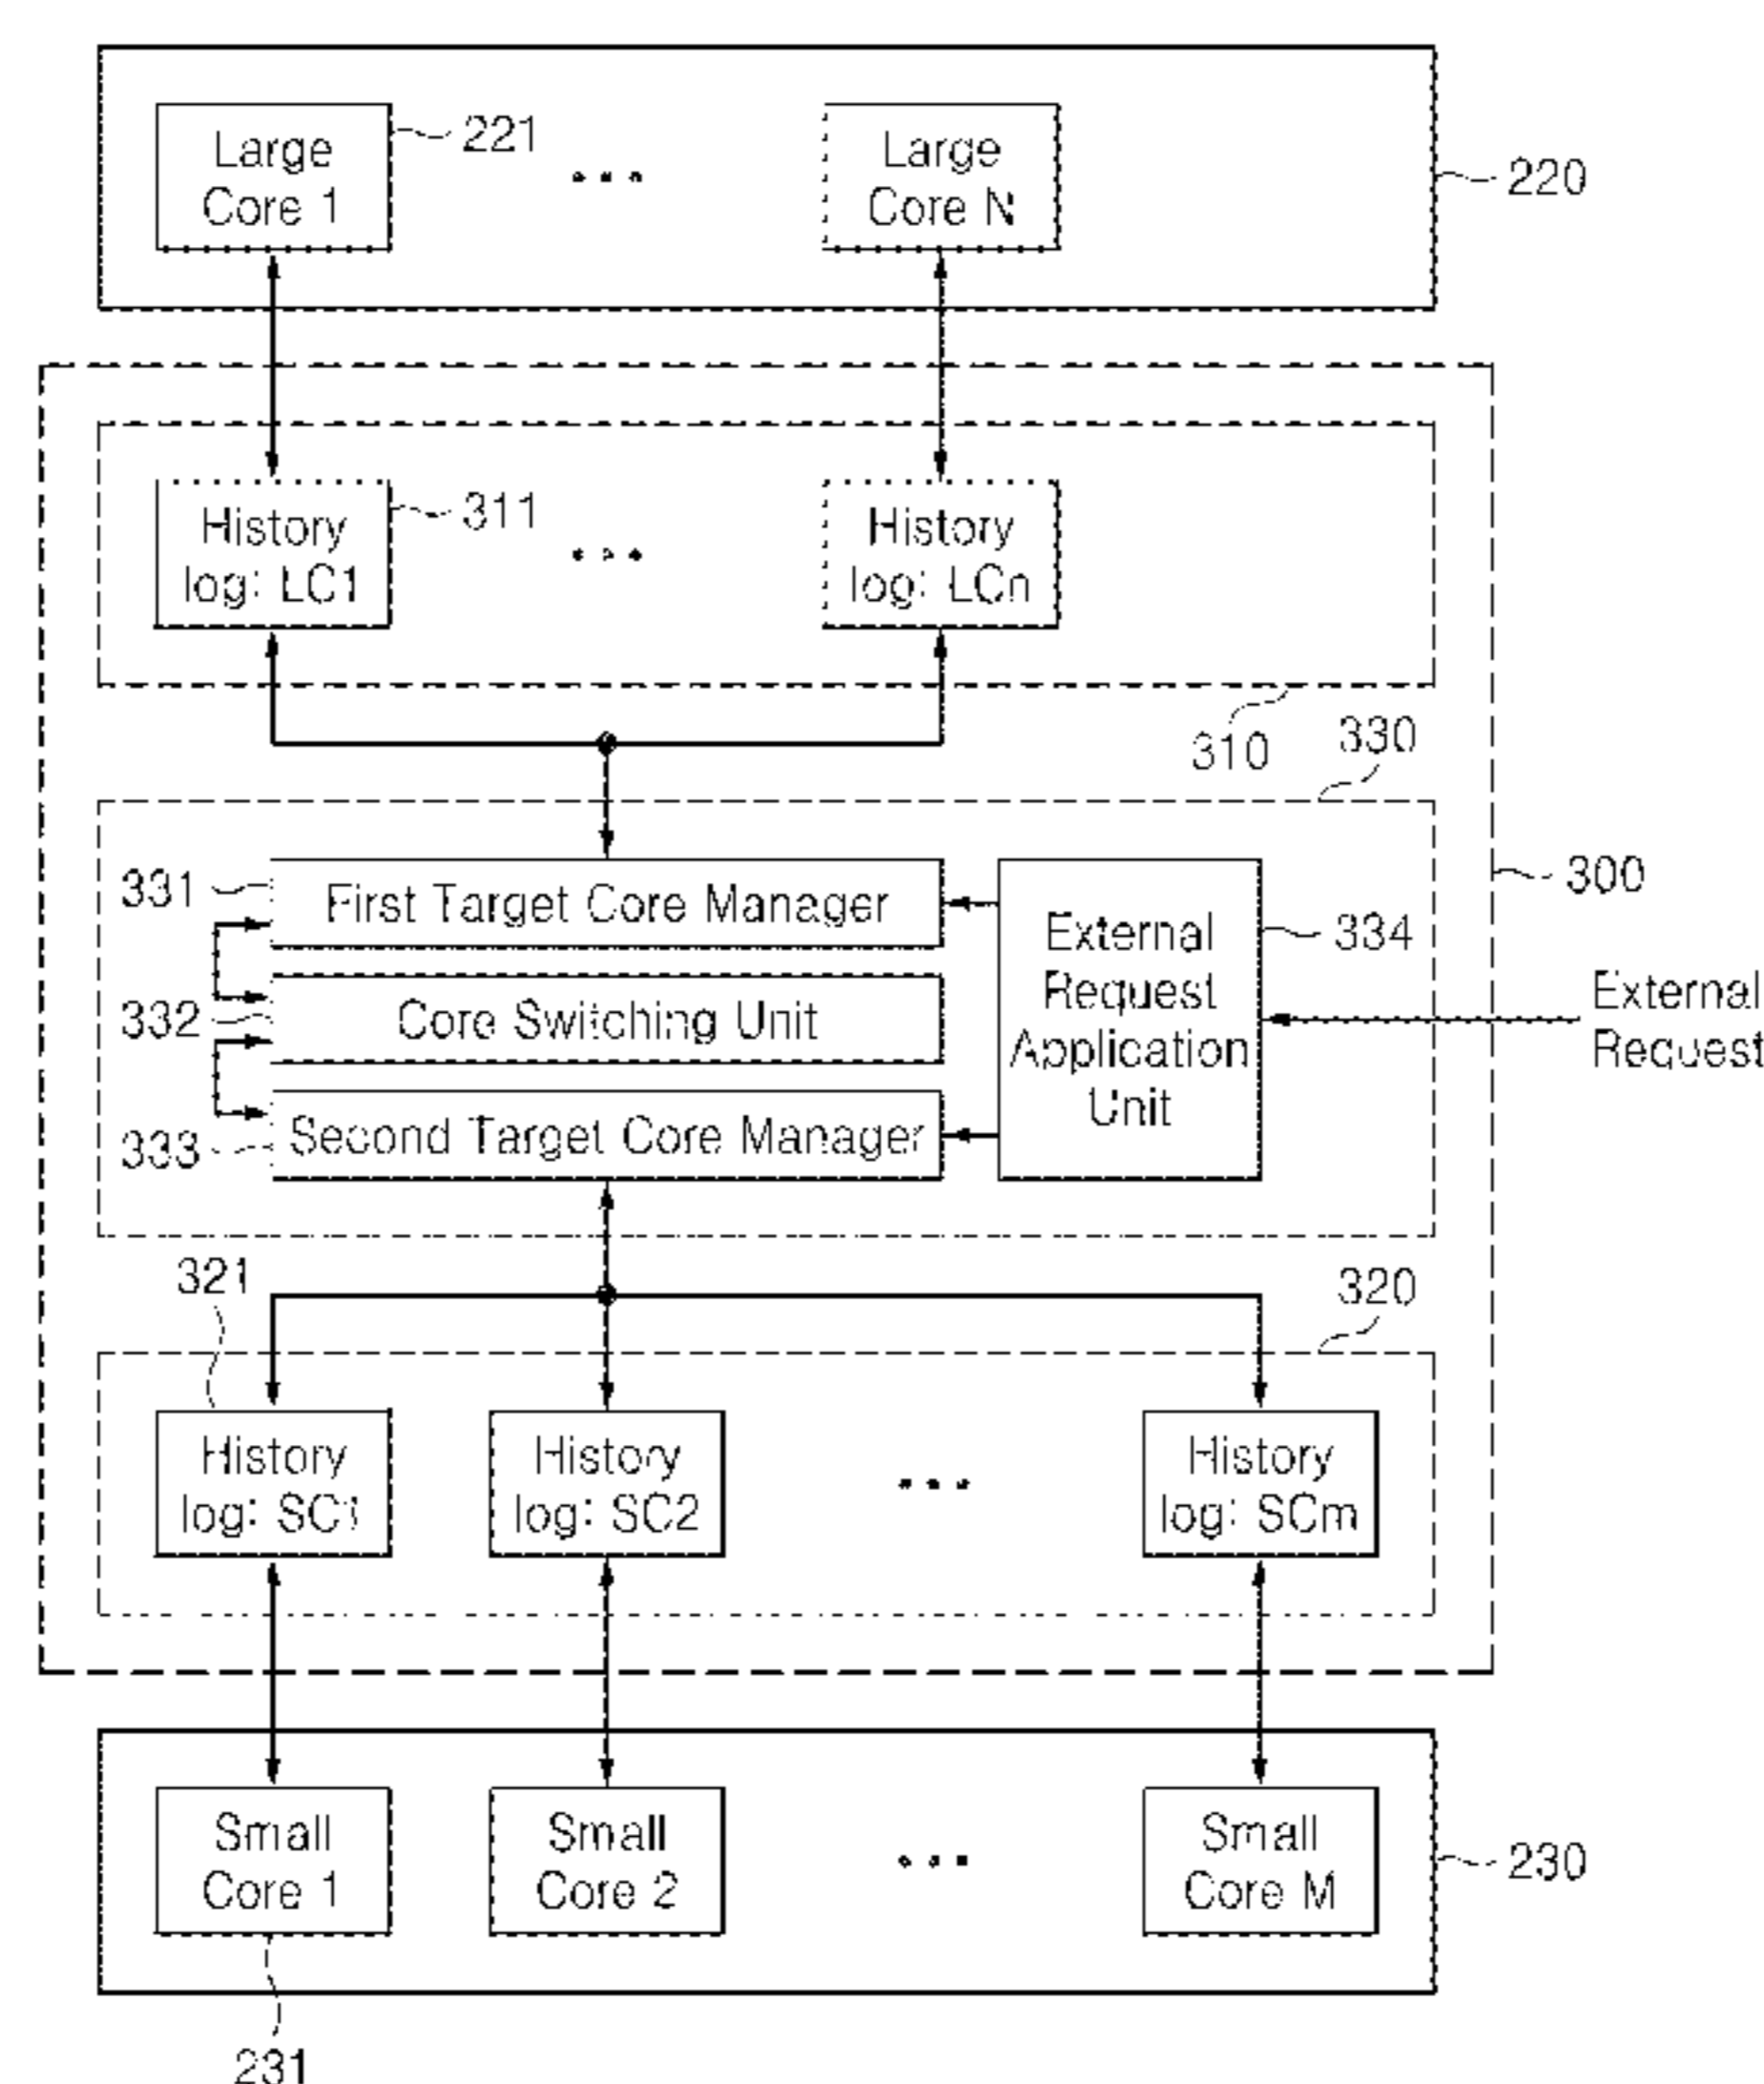 Large
Core 1
221
Large
Core N
220
History
log: LC1
311
History
log: LCn
310
330
331
First Target Core Manager
300
External
Request
Application
Unit
334
332
Core Switching Unit
External
Request
333
Second Target Core Manager
321
320
History
log: SC1
History
log: SC2
History
log: SCm
Small
Core 1
Small
Core 2
Small
Core M
230
231